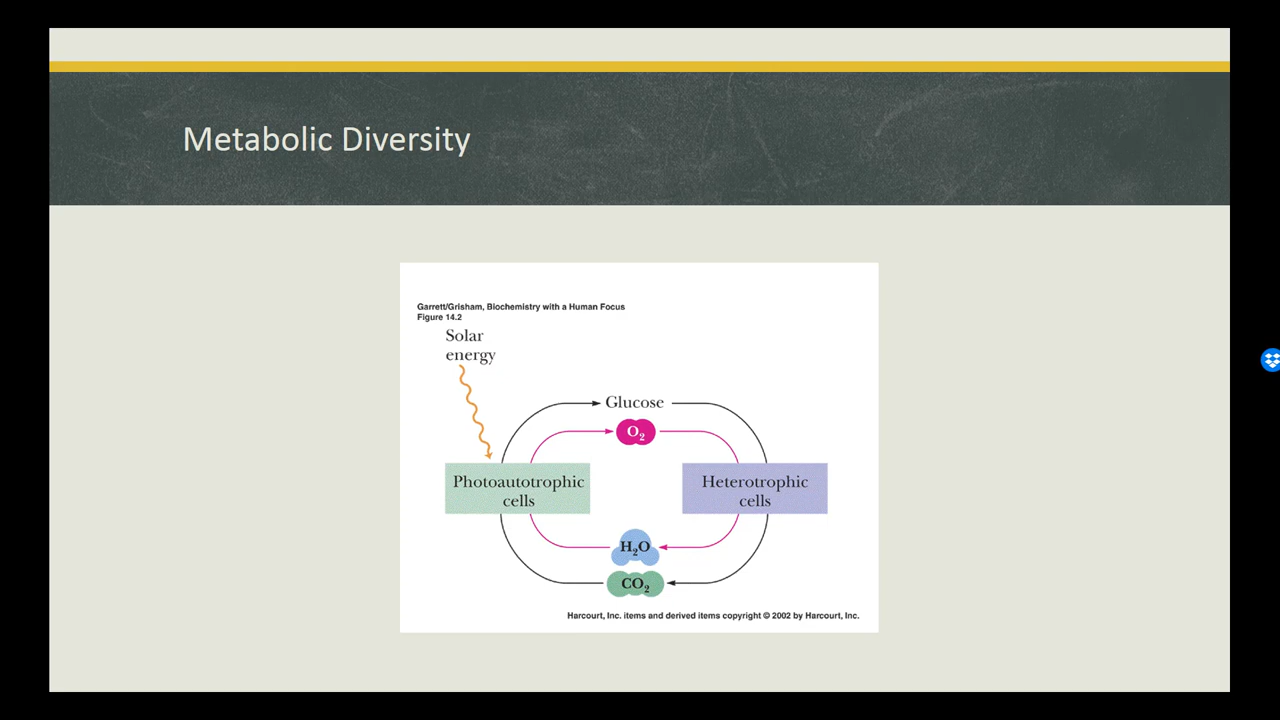 Metabolic Diversity
Garrett/Grisham, Biochemistry with a Human Focus
Figure 14.2
Solar
energy
Glucose
O₂
Photoautotrophic
cells
Heterotrophic
cells
H₂O
CO₂
Harcourt, Inc. items and derived items copyright © 2002 by Harcourt, Inc.